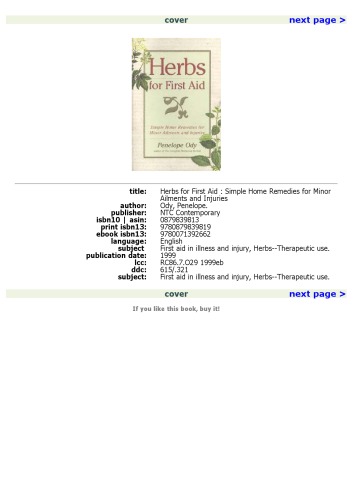 cover next page >
Herbs
for First Aid
Simple Home Remedies for
Minor Ailments and Injuries
Penelope Ody
title: Herbs for First Aid : Simple Home Remedies for Minor
Ailments and Injuries
author: Ody, Penelope.
publisher: NTC Contemporary
isbn10 | asin: 0879839813
print isbn13: 9780879839819
ebook isbn13: 9780071392662
language: English
subject First aid in illness and injury, Herbs--Therapeutic use.
publication date: 1999
lcc: RC86.7.O29 1999eb
ddc: 615/.321
subject: First aid in illness and injury, Herbs--Therapeutic use.
cover next page >
If you like this book, buy it!